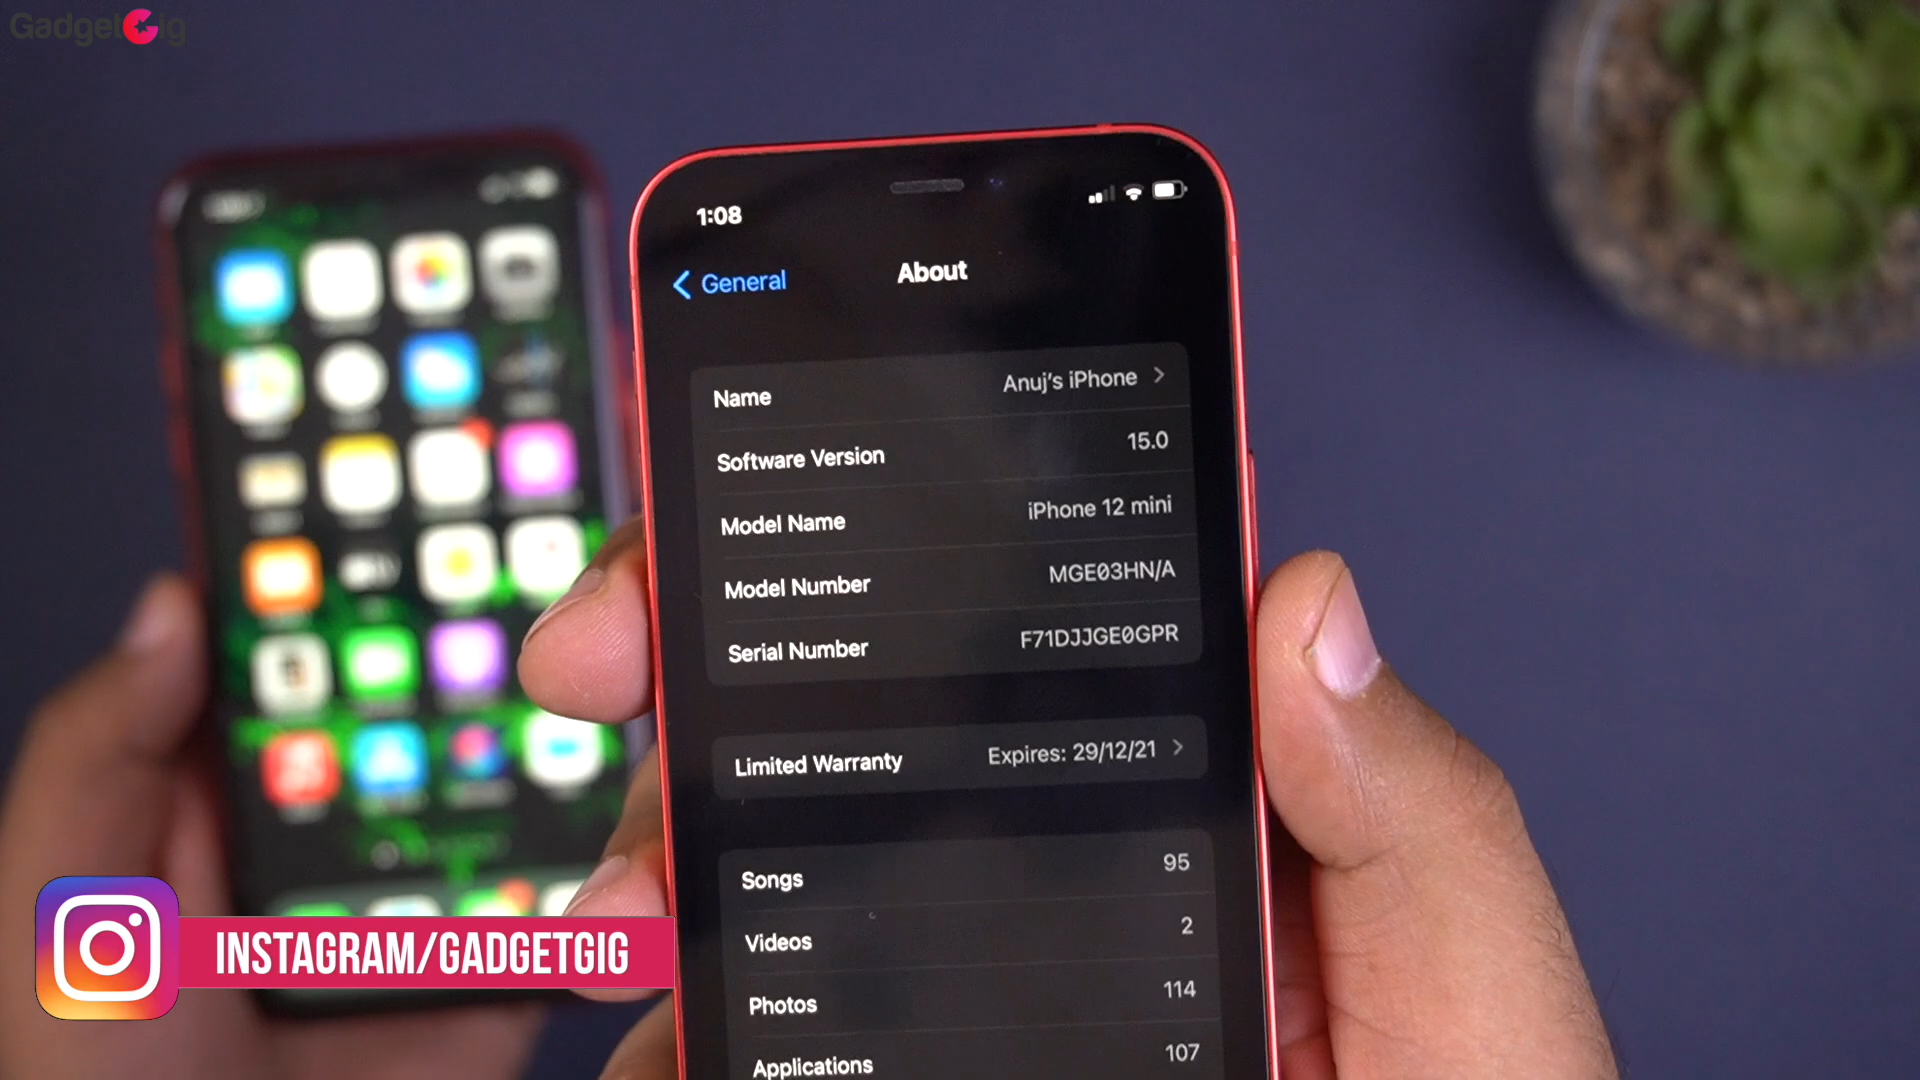 GadgetGig
1:08
General
About
Name Anuj's iPhone
Software Version 15.0
Model Name iPhone 12 mini
Model Number MGE03HN/A
Serial Number F71DJJGE0GPR
Limited Warranty Expires: 29/12/21
Songs 95
Videos 2
Photos 114
Applications 107
INSTAGRAM/GADGETGIG